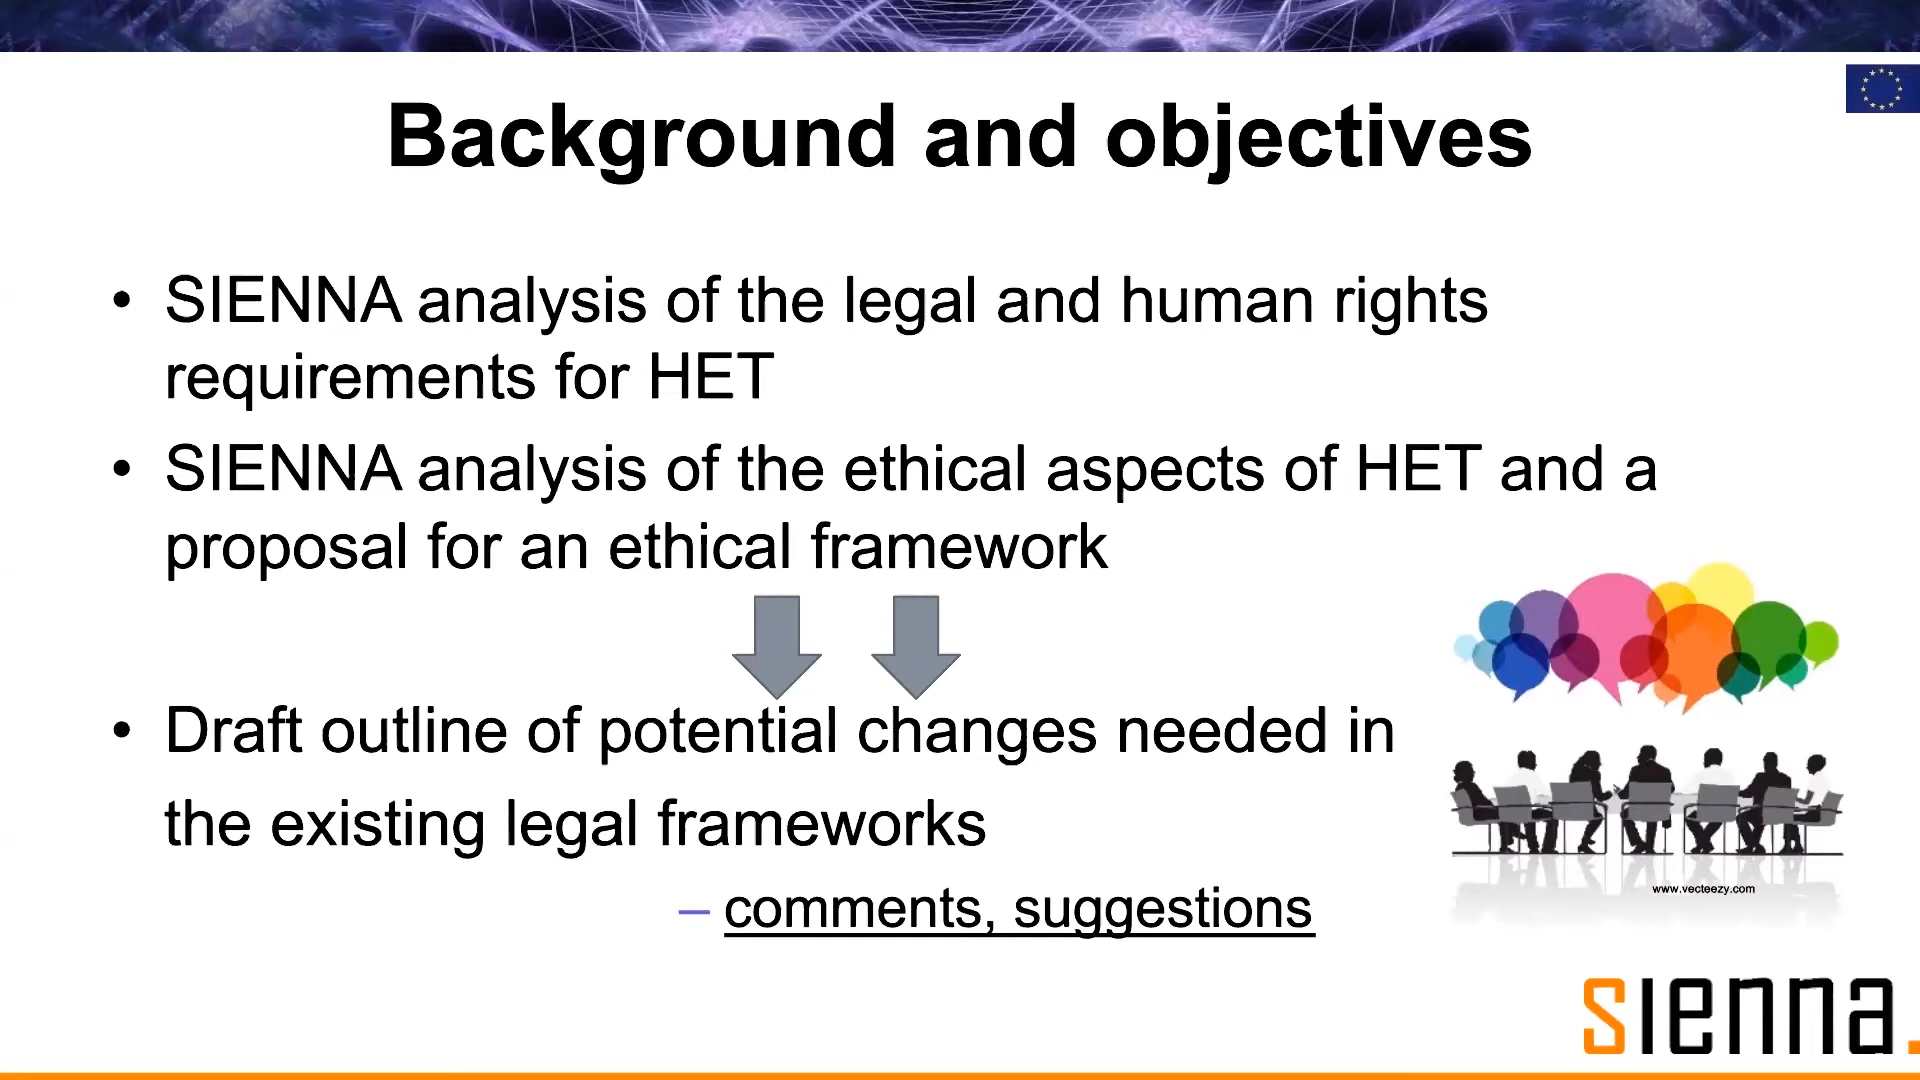 Background and objectives
• SIENNA analysis of the legal and human rights
requirements for HET
• SIENNA analysis of the ethical aspects of HET and a
proposal for an ethical framework
• Draft outline of potential changes needed in
the existing legal frameworks
– comments, suggestions
www.vecteezy.com
sienna.